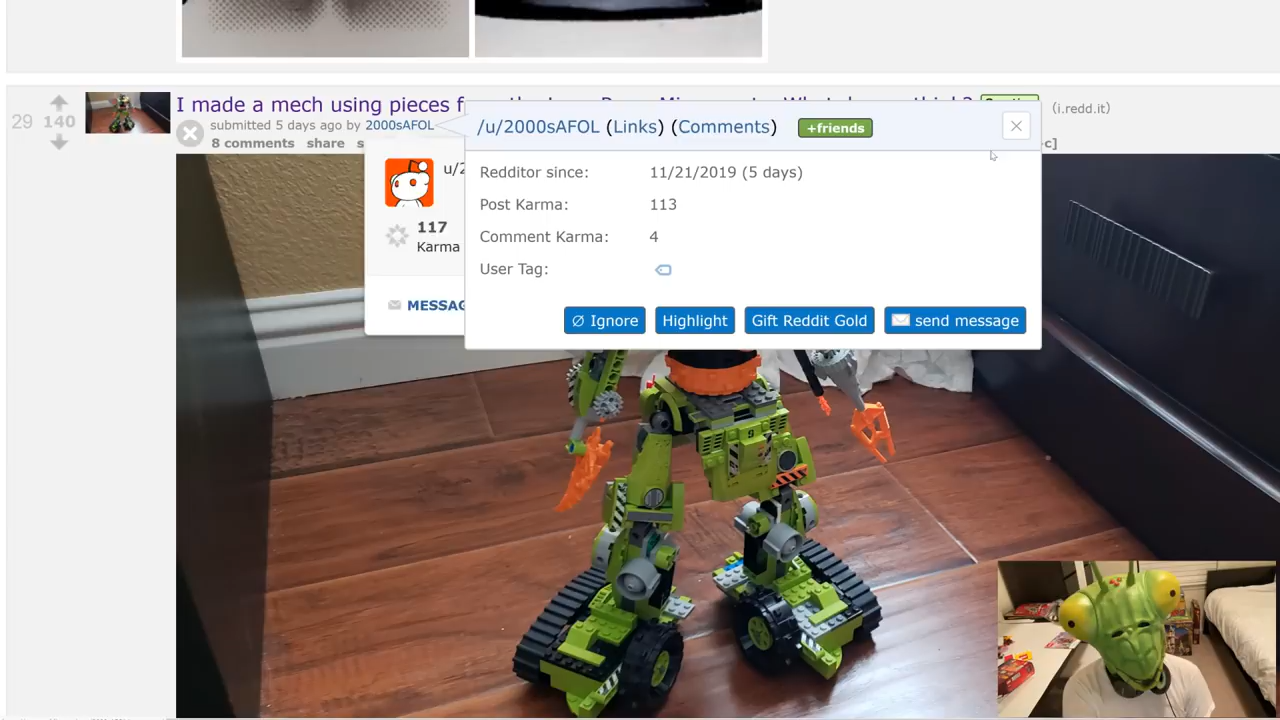 I made a mech using pieces f
(i.redd.it)
29
140
submitted 5 days ago by 2000sAFOL
8 comments share s
c]
/u/2000sAFOL (Links) (Comments) +friends
u/2
Redditor since: 11/21/2019 (5 days)
Post Karma: 113
117
Karma
Comment Karma: 4
User Tag:
MESSAG
Ignore Highlight Gift Reddit Gold send message